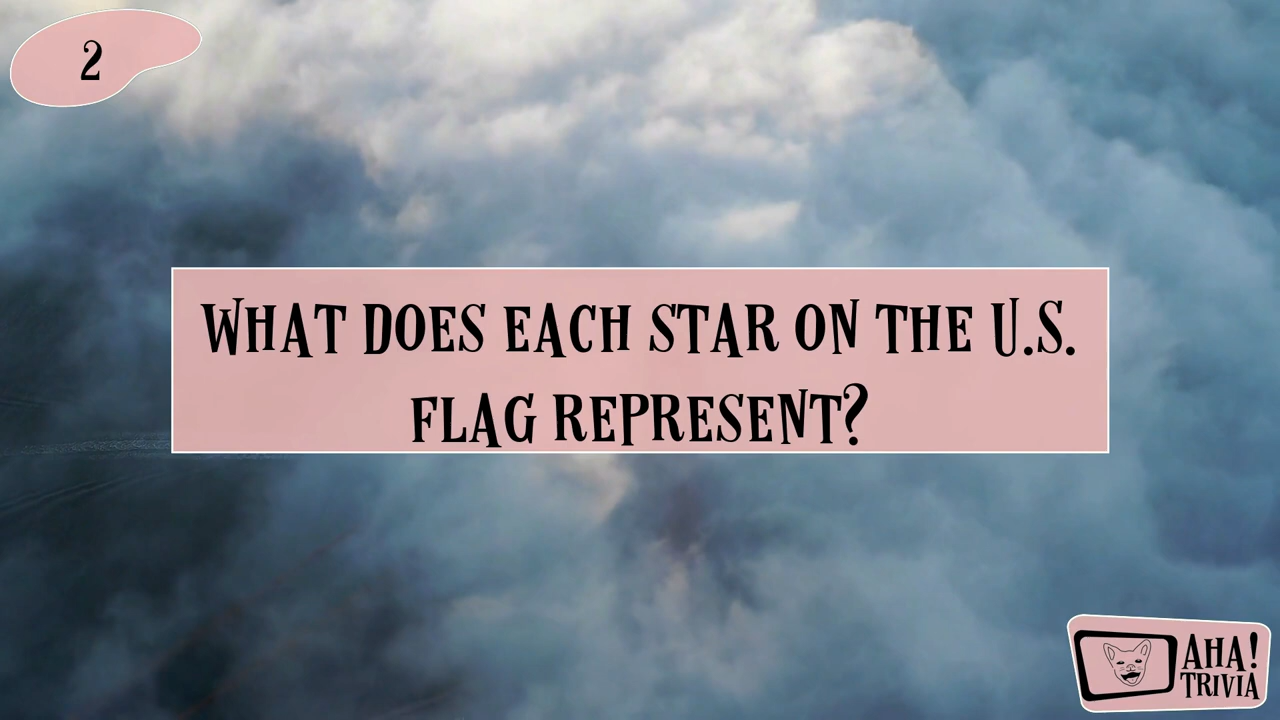 2
WHAT DOES EACH STAR ON THE U.S.
FLAG REPRESENT?
AHA!
TRIVIA